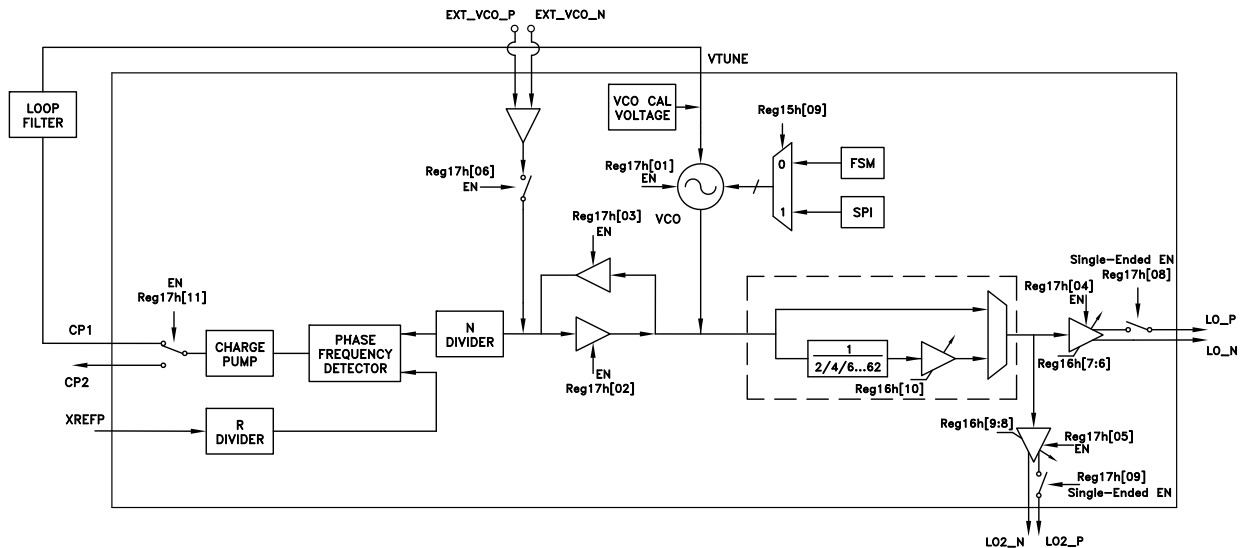 EXT_VCO_P EXT_VCO_N
VTUNE
LOOP
FILTER
VCO CAL
VOLTAGE
Reg15h[09]
Reg17h[06]
EN
Reg17h[01]
EN
0
FSM
1
SPI
VCO
Reg17h[03]
EN
Single-Ended EN
Reg17h[08]
EN
Reg17h[11]
Reg17h[04]
EN
CP1
CHARGE
PUMP
PHASE
FREQUENCY
DETECTOR
N
DIVIDER
LO_P
LO_N
1
2/4/6...62
Reg16h[7:6]
CP2
EN
Reg17h[02]
Reg16h[10]
XREFP
R
DIVIDER
Reg16h[9:8]
Reg17h[05]
EN
Reg17h[09]
Single-Ended EN
LO2_N LO2_P